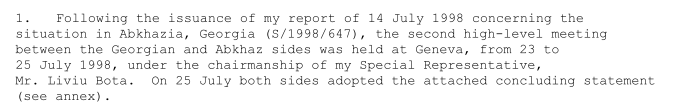 1.   Following the issuance of my report of 14 July 1998 concerning the
situation in Abkhazia, Georgia (S/1998/647), the second high-level meeting
between the Georgian and Abkhaz sides was held at Geneva, from 23 to
25 July 1998, under the chairmanship of my Special Representative,
Mr. Liviu Bota.  On 25 July both sides adopted the attached concluding statement
(see annex).